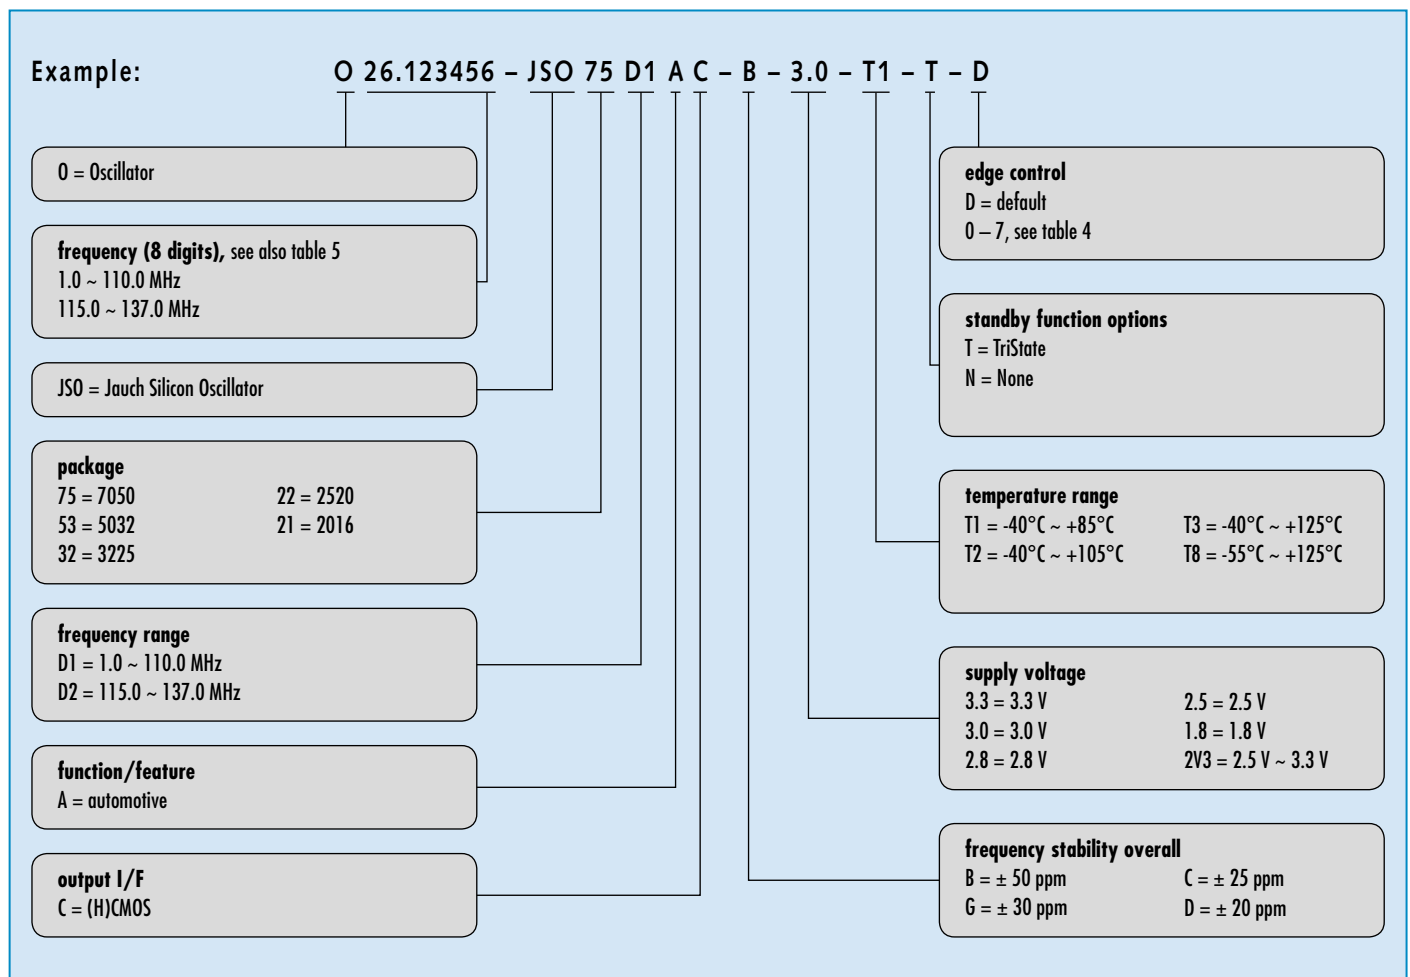 Example: O 26.123456 – JSO 75 D1 A C – B – 3.0 – T1 – T – D
O = Oscillator
frequency (8 digits), see also table 5
1.0 ~ 110.0 MHz
115.0 ~ 137.0 MHz
JSO = Jauch Silicon Oscillator
package
75 = 7050 22 = 2520
53 = 5032 21 = 2016
32 = 3225
frequency range
D1 = 1.0 ~ 110.0 MHz
D2 = 115.0 ~ 137.0 MHz
function/feature
A = automotive
output I/F
C = (H)CMOS
edge control
D = default
0 – 7, see table 4
standby function options
T = TriState
N = None
temperature range
T1 = -40°C ~ +85°C T3 = -40°C ~ +125°C
T2 = -40°C ~ +105°C T8 = -55°C ~ +125°C
supply voltage
3.3 = 3.3 V 2.5 = 2.5 V
3.0 = 3.0 V 1.8 = 1.8 V
2.8 = 2.8 V 2V3 = 2.5 V ~ 3.3 V
frequency stability overall
B = ± 50 ppm C = ± 25 ppm
G = ± 30 ppm D = ± 20 ppm